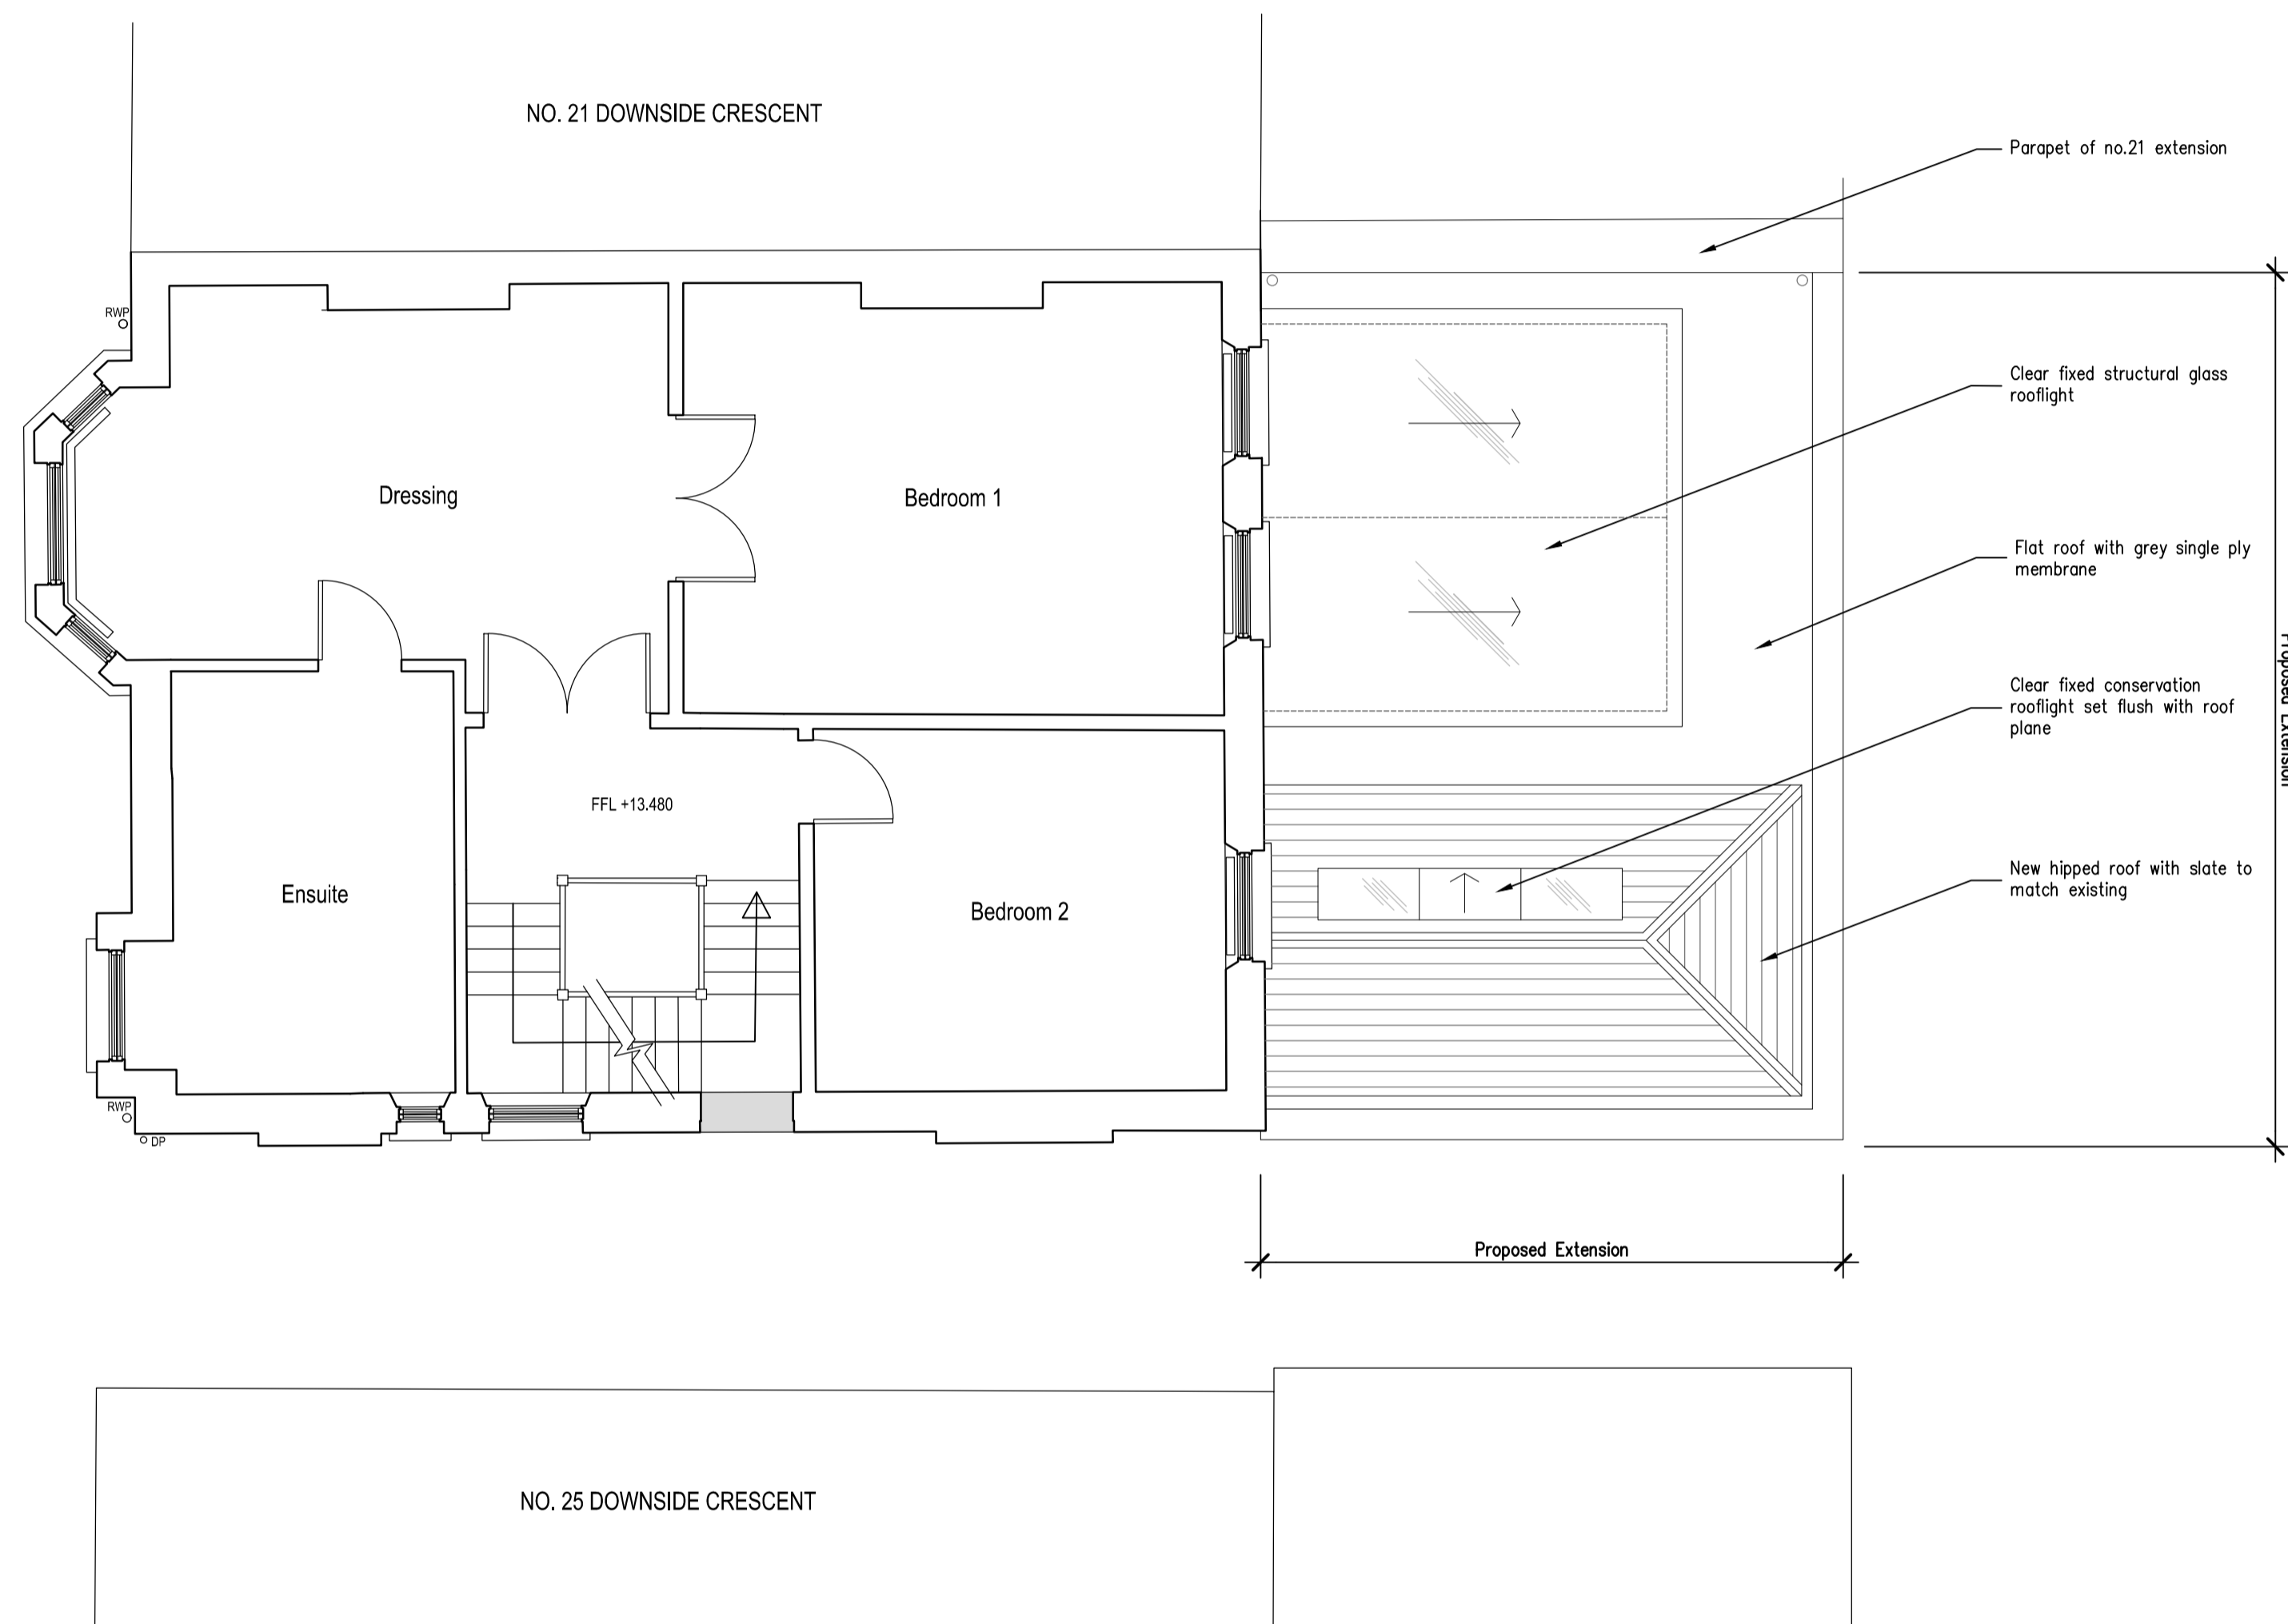 NO. 21 DOWNSIDE CRESCENT
Parapet of no.21 extension
RWP
Clear fixed structural glass
rooflight
Dressing
Bedroom 1
Flat roof with grey single ply
membrane
Proposed Extension
Clear fixed conservation
rooflight set flush with roof
plane
FFL +13.480
New hipped roof with slate to
match existing
Ensuite
Bedroom 2
RWP
DP
Proposed Extension
NO. 25 DOWNSIDE CRESCENT